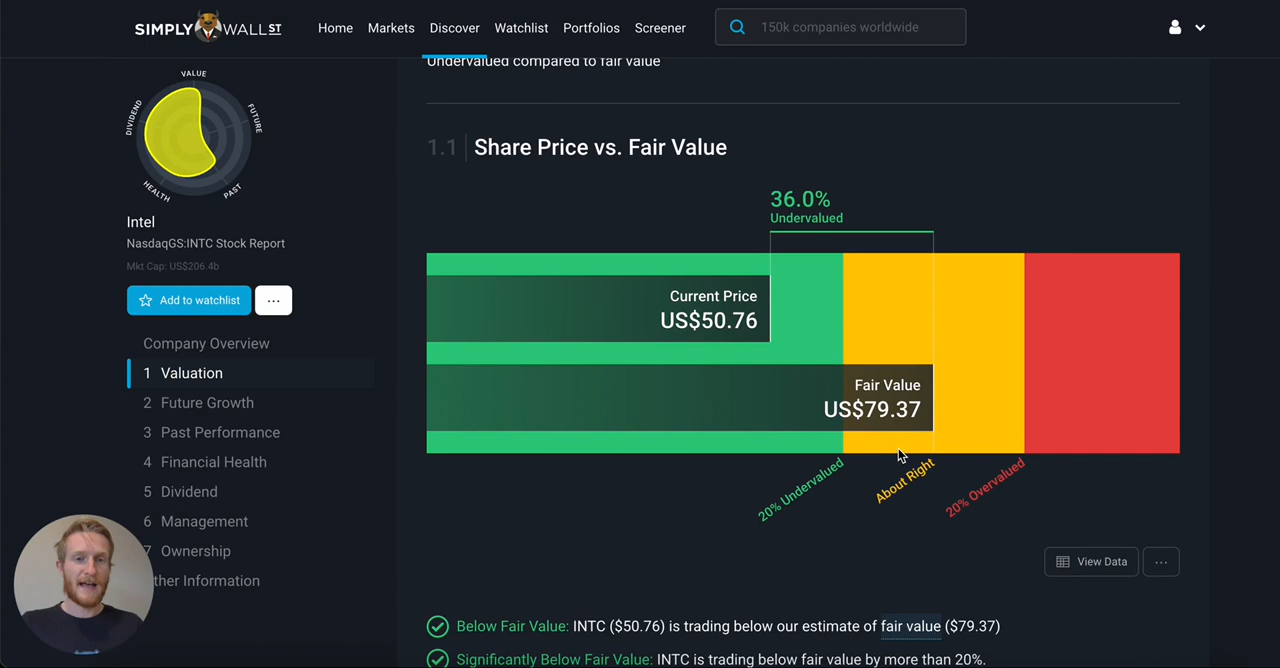 SIMPLY WALL ST
Home Markets Discover Watchlist Portfolios Screener
150k companies worldwide
VALUE
FUTURE
PAST
HEALTH
DIVIDEND
Intel
NasdaqGS:INTC Stock Report
Mkt Cap: US$206.4b
Add to watchlist
...
Company Overview
1 Valuation
2 Future Growth
3 Past Performance
4 Financial Health
5 Dividend
6 Management
7 Ownership
ther Information
Undervalued compared to fair value
1.1 Share Price vs. Fair Value
36.0%
Undervalued
Current Price
US$50.76
Fair Value
US$79.37
20% Undervalued
About Right
20% Overvalued
View Data
...
Below Fair Value: INTC ($50.76) is trading below our estimate of fair value ($79.37)
Significantly Below Fair Value: INTC is trading below fair value by more than 20%.